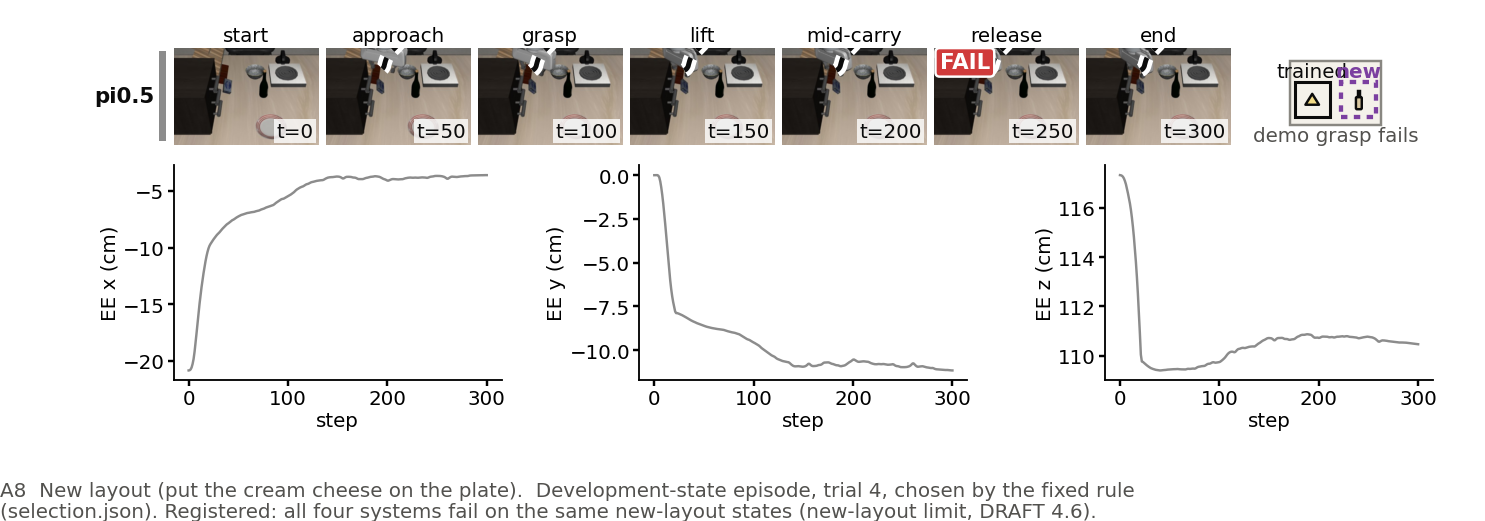 start approach grasp lift mid-carry release end
pi0.5
FAIL
trained new
t=0 t=50 t=100 t=150 t=200 t=250 t=300
demo grasp fails
EE x (cm)
−5
−10
−15
−20
0 100 200 300
step
EE y (cm)
0.0
−2.5
−5.0
−7.5
−10.0
0 100 200 300
step
EE z (cm)
116
114
112
110
0 100 200 300
step
A8 New layout (put the cream cheese on the plate). Development-state episode, trial 4, chosen by the fixed rule
(selection.json). Registered: all four systems fail on the same new-layout states (new-layout limit, DRAFT 4.6).